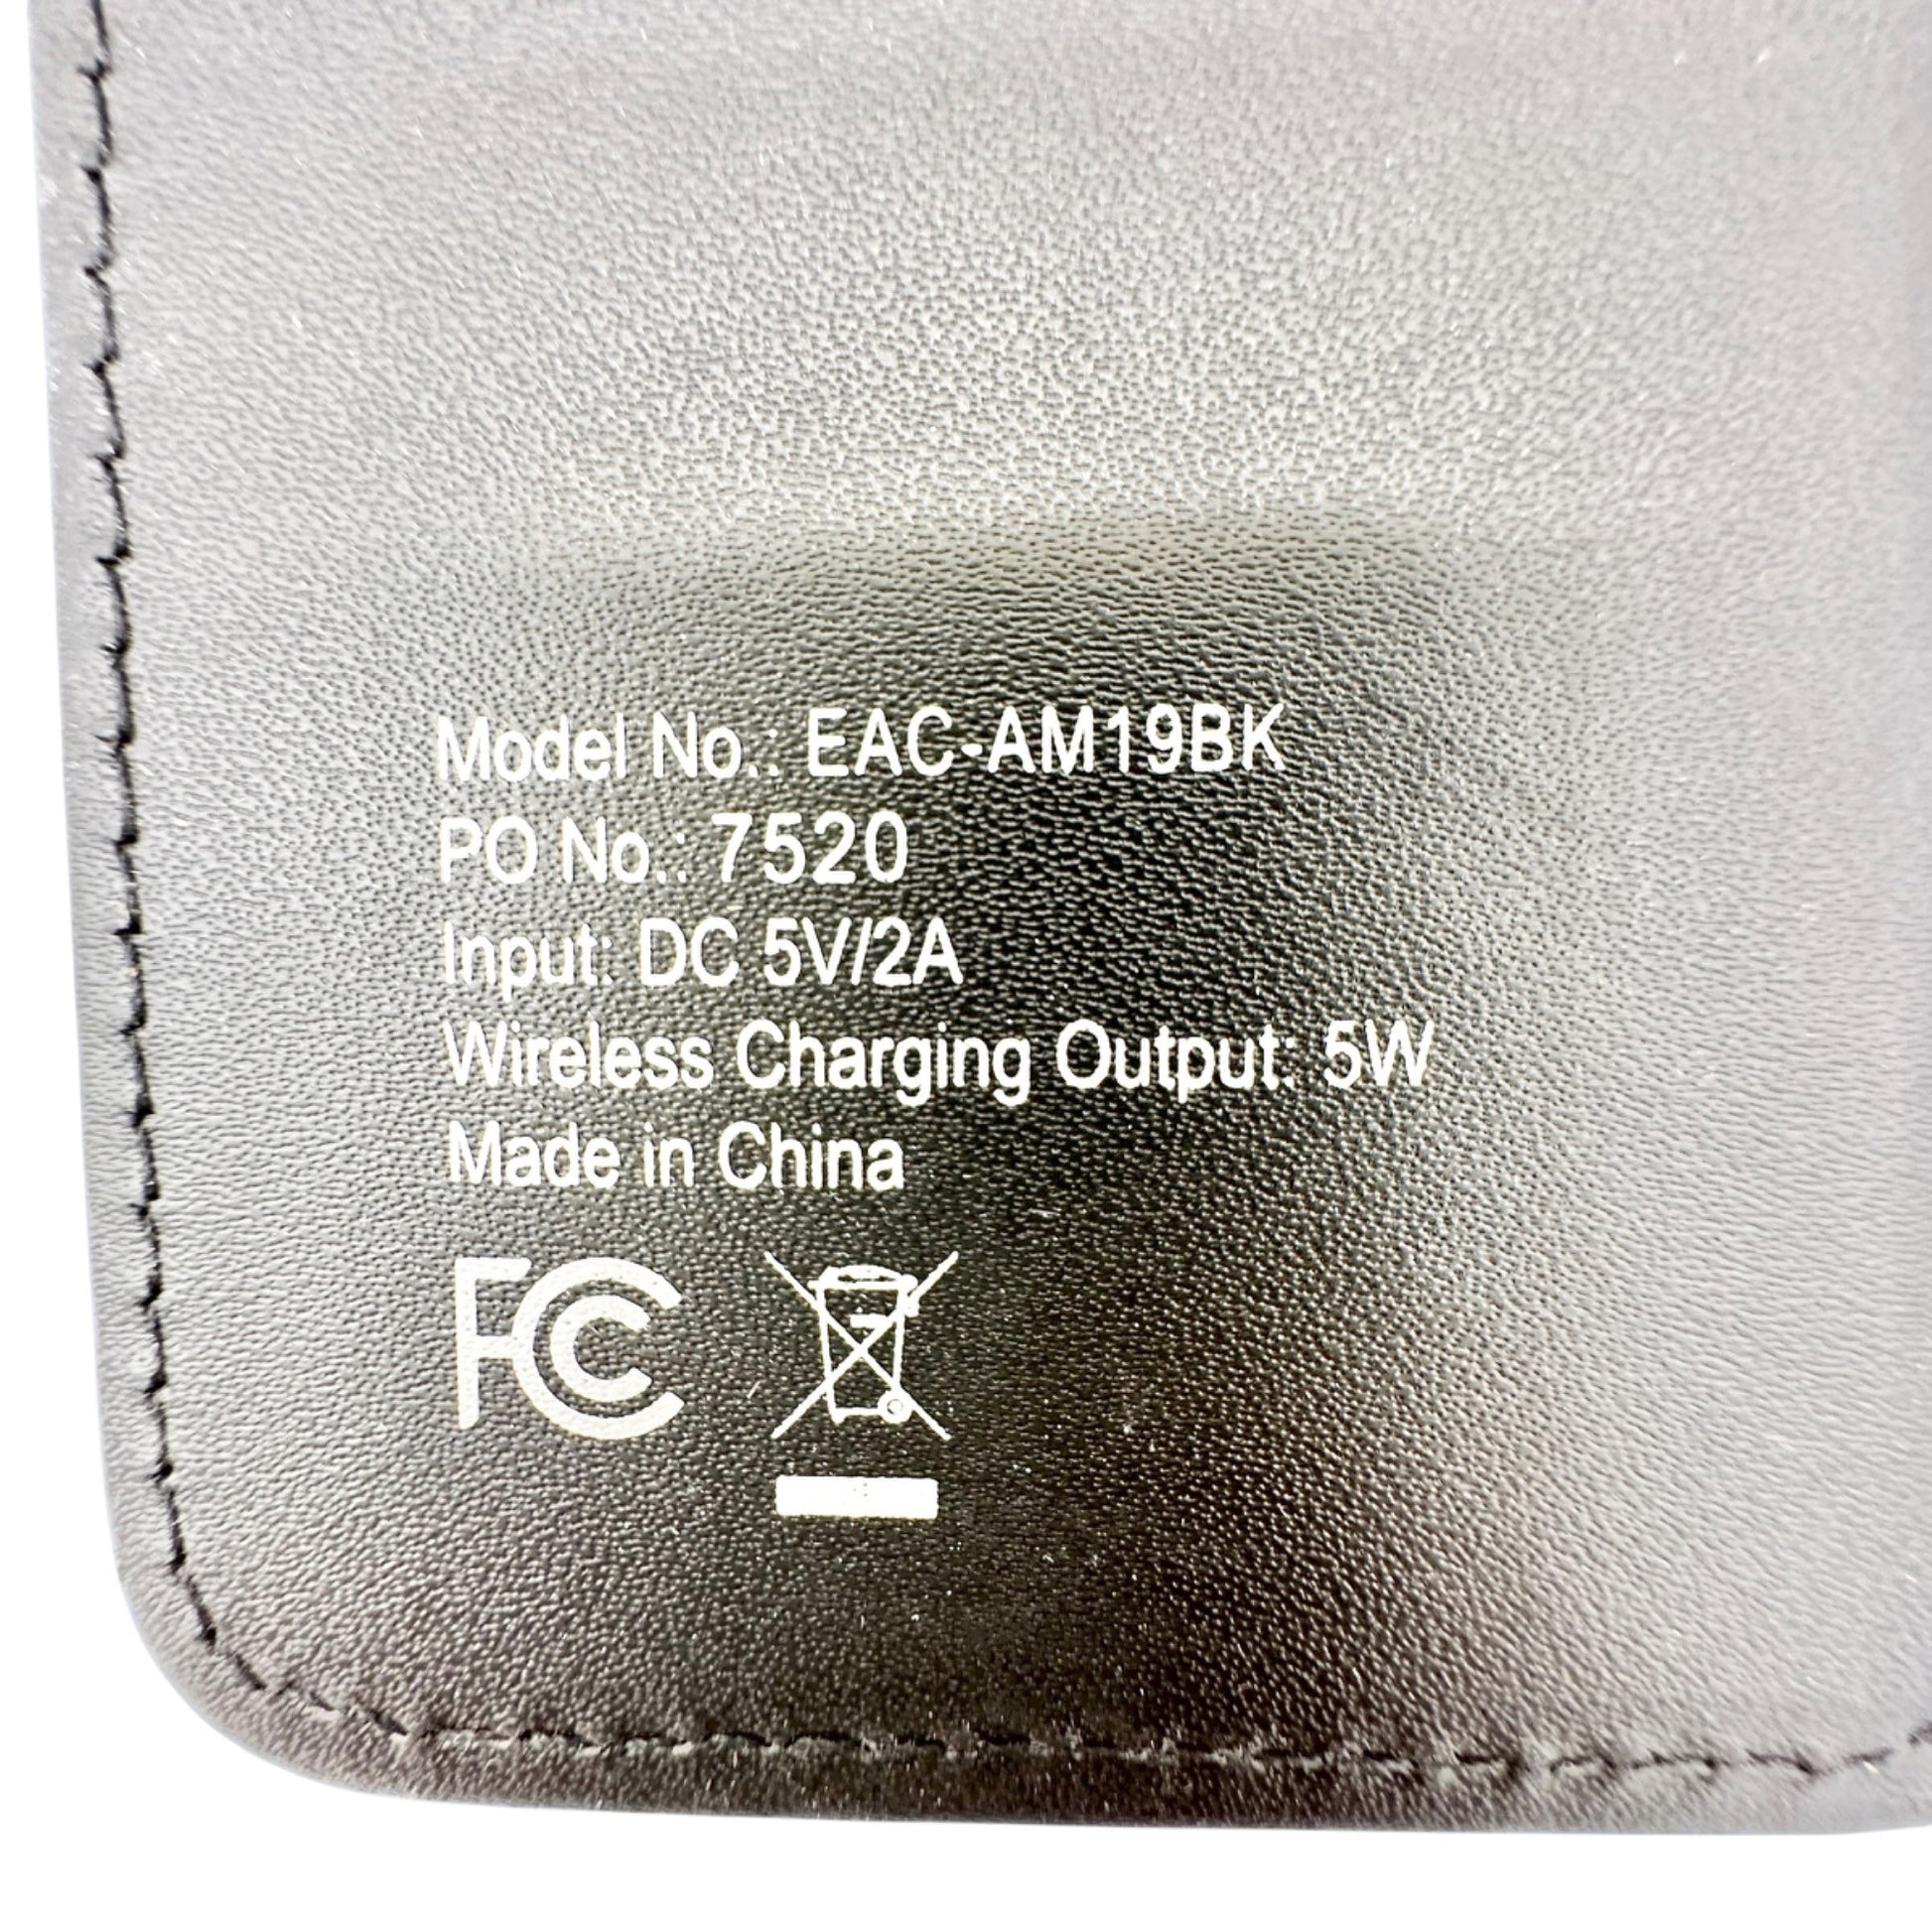 Model No.: EAC-AM19BK
PO No.: 7520
Input: DC 5V/2A
Wireless Charging Output: 5W
Made in China
FC